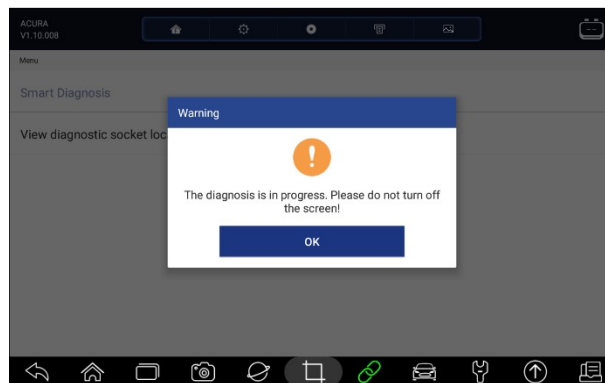 ACURA
V1.10.008
Menu
Smart Diagnosis
View diagnostic socket loc
Warning
The diagnosis is in progress. Please do not turn off
the screen!
OK